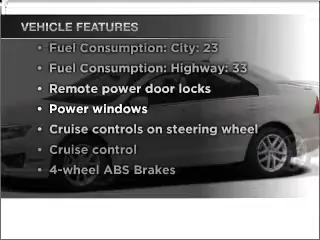 VEHICLE FEATURES
• Fuel Consumption: City: 23
• Fuel Consumption: Highway: 33
• Remote power door locks
• Power windows
• Cruise controls on steering wheel
• Cruise control
• 4-wheel ABS Brakes